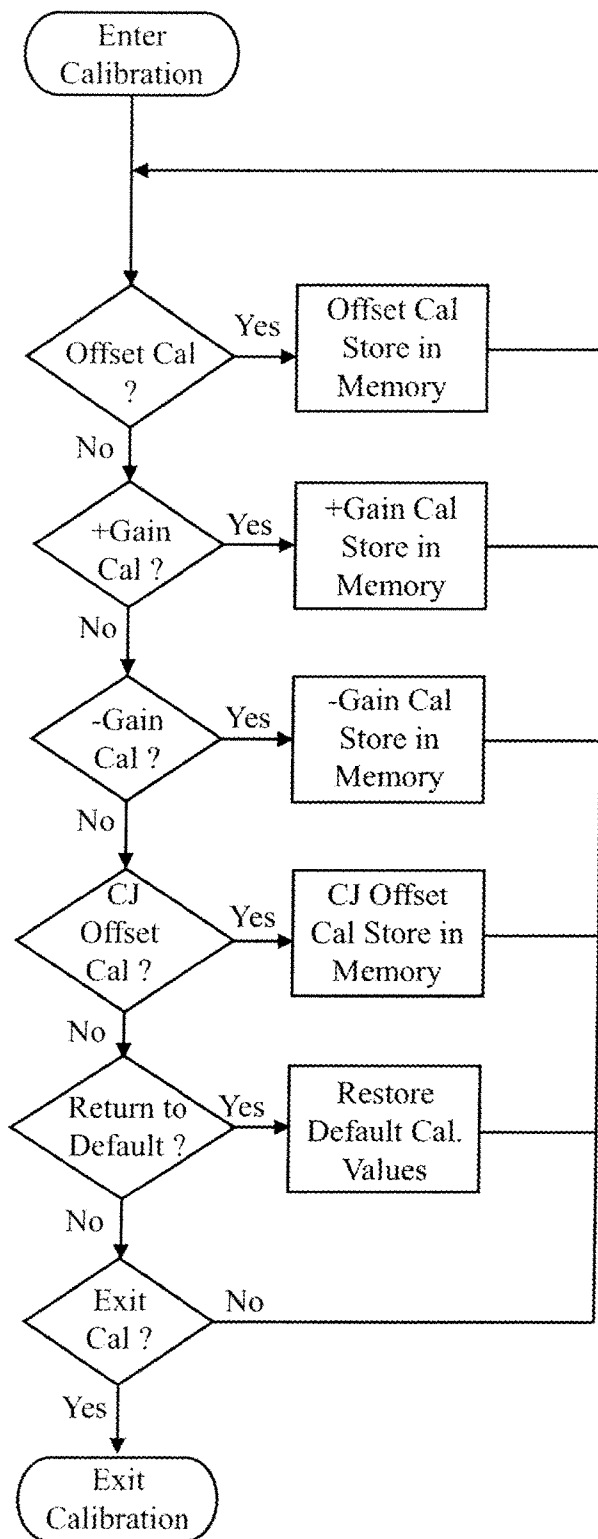 Enter
Calibration
Offset Cal
?
Yes
Offset Cal
Store in
Memory
No
+Gain
Cal ?
Yes
+Gain Cal
Store in
Memory
No
-Gain
Cal ?
Yes
-Gain Cal
Store in
Memory
No
CJ
Offset
Cal ?
Yes
CJ Offset
Cal Store in
Memory
No
Return to
Default ?
Yes
Restore
Default Cal.
Values
No
Exit
Cal ?
No
Yes
Exit
Calibration